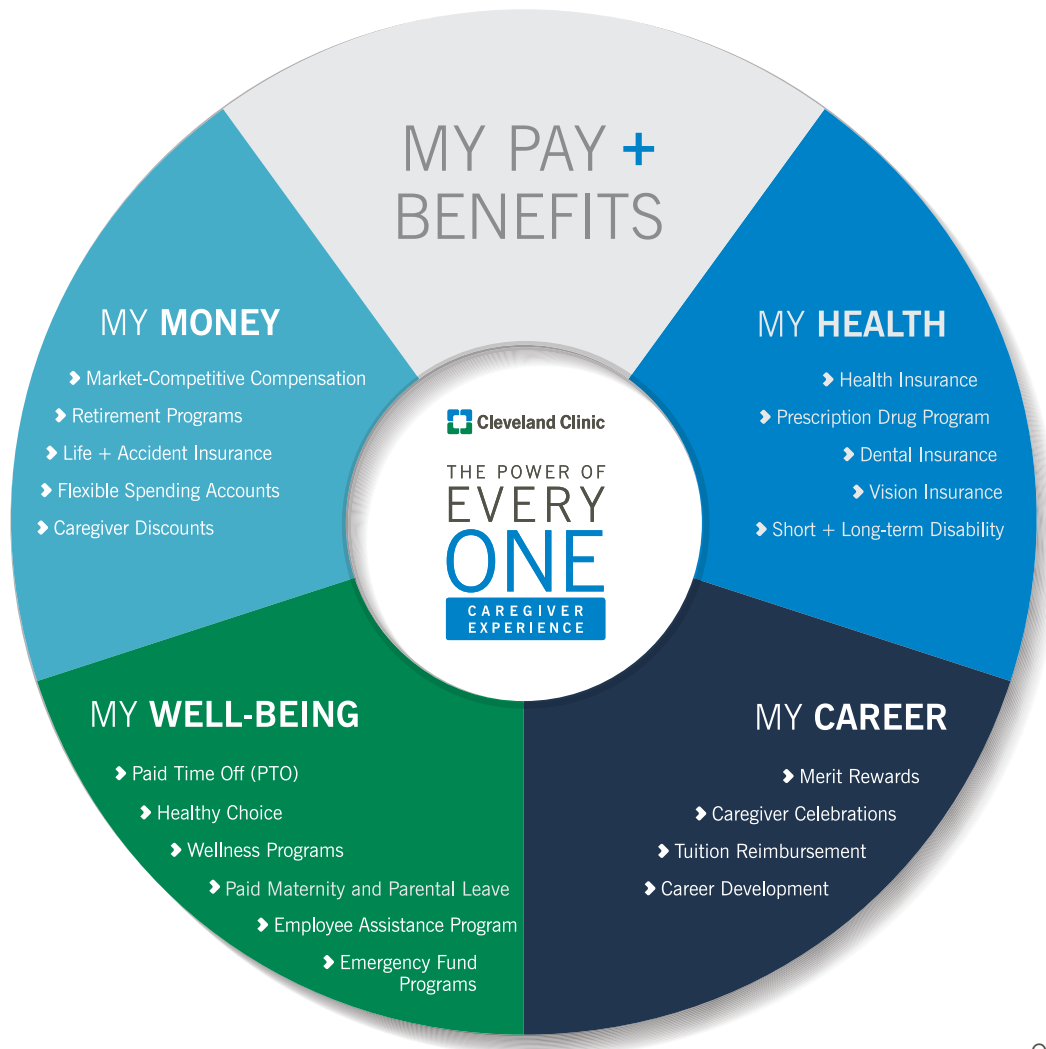 MY PAY +
BENEFITS
MY MONEY
Market-Competitive Compensation
Retirement Programs
Life + Accident Insurance
Flexible Spending Accounts
Caregiver Discounts
MY HEALTH
Health Insurance
Prescription Drug Program
Dental Insurance
Vision Insurance
Short + Long-term Disability
Cleveland Clinic
THE POWER OF
EVERY
ONE
CAREGIVER
EXPERIENCE
MY WELL-BEING
Paid Time Off (PTO)
Healthy Choice
Wellness Programs
Paid Maternity and Parental Leave
Employee Assistance Program
Emergency Fund
Programs
MY CAREER
Merit Rewards
Caregiver Celebrations
Tuition Reimbursement
Career Development